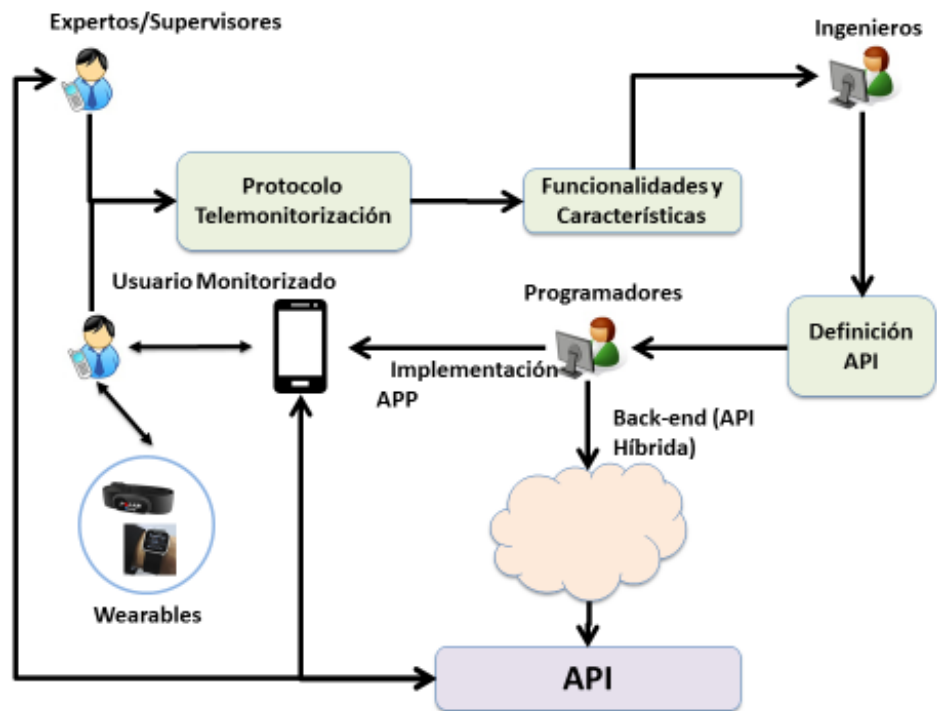 Expertos/Supervisores
Ingenieros
Protocolo
Telemonitorización
Funcionalidades y
Características
Usuario Monitorizado
Programadores
Definición
API
Implementación
APP
Back-end (API
Híbrida)
Wearables
API